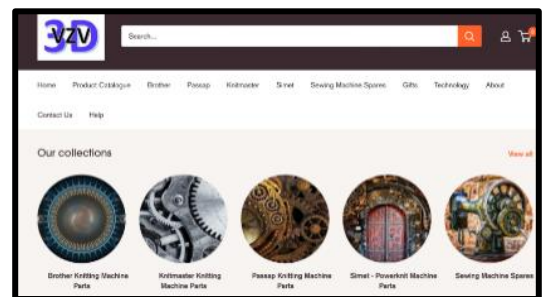 3D
VZV
Search...
Home Product Catalogue Brother Passap Knitmaster Simet Sewing Machine Spares Gifts Technology About
Contact Us Help
Our collections
View all
Brother Knitting Machine Parts
Knitmaster Knitting Machine Parts
Passap Knitting Machine Parts
Simet - Powerknit Machine Parts
Sewing Machine Spares